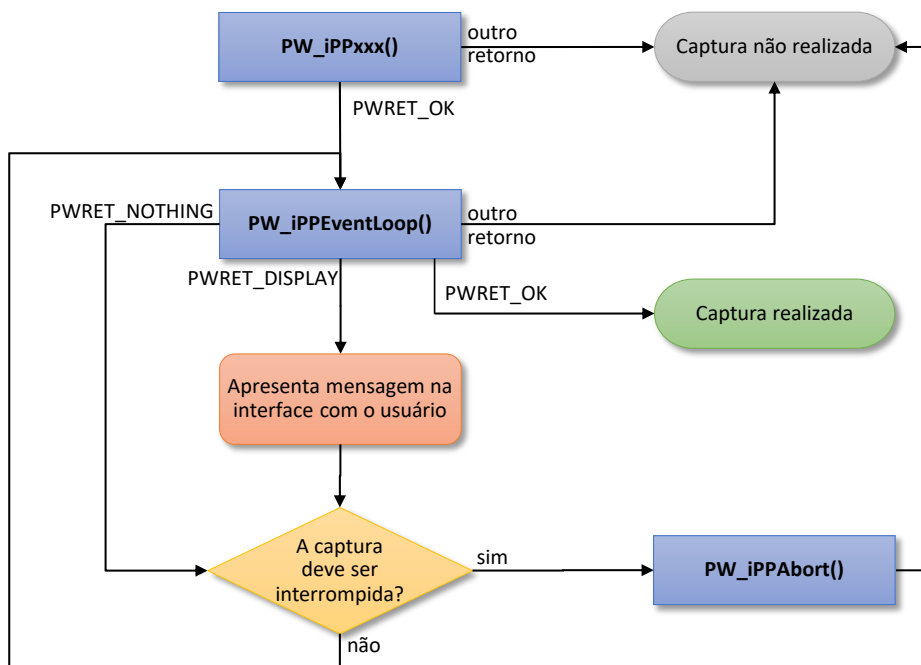 PW_iPPxxx()
outro
retorno
Captura não realizada
PWRET_OK
PWRET_NOTHING
PW_iPPEventLoop()
outro
retorno
PWRET_DISPLAY
PWRET_OK
Captura realizada
Apresenta mensagem na
interface com o usuário
A captura
deve ser
interrompida?
sim
PW_iPPAbort()
não